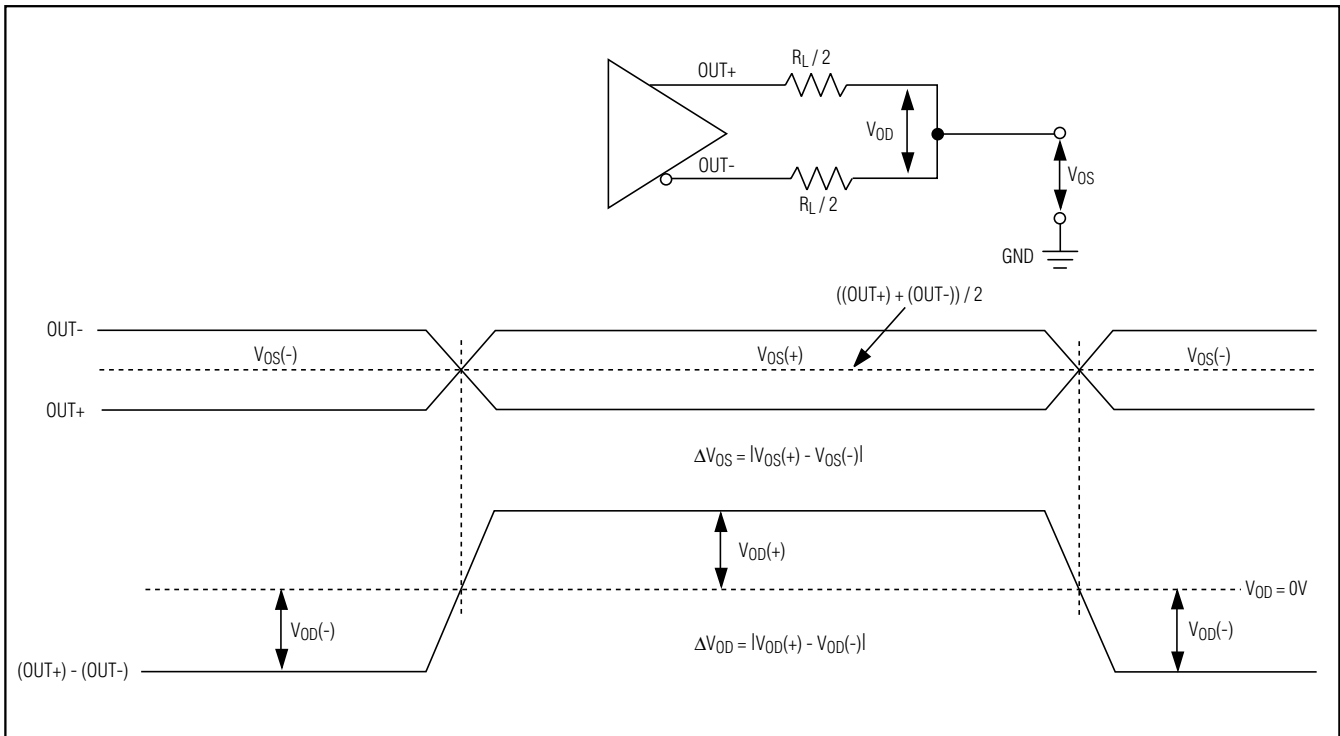 OUT+
R_L / 2
V_OD
OUT-
R_L / 2
V_OS
GND
((OUT+) + (OUT-)) / 2
OUT-
V_OS(-)
V_OS(+)
V_OS(-)
OUT+
ΔV_OS = |V_OS(+) - V_OS(-)|
V_OD(+)
V_OD = 0V
V_OD(-)
V_OD(-)
ΔV_OD = |V_OD(+) - V_OD(-)|
(OUT+) - (OUT-)